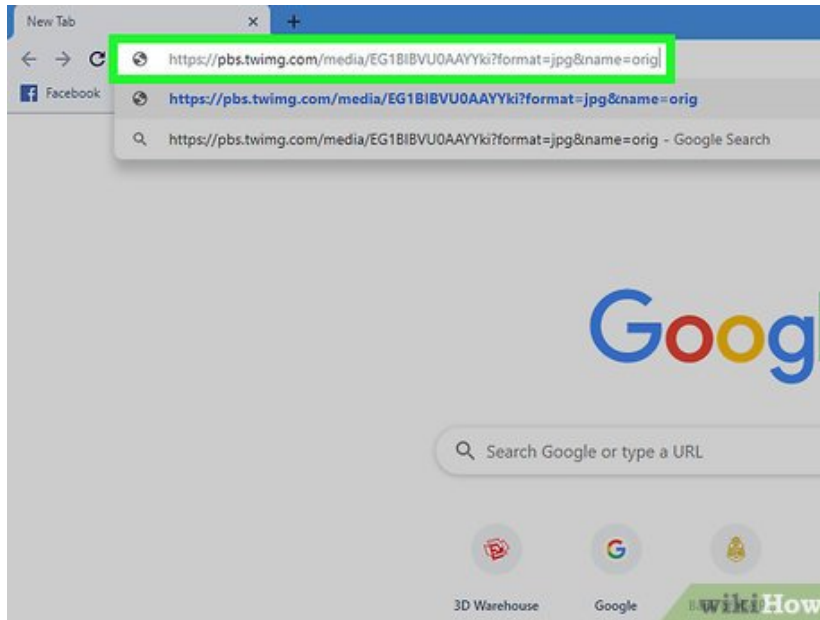 New Tab
https://pbs.twimg.com/media/EG1BIBVU0AAYYki?format=jpg&name=orig
Facebook
https://pbs.twimg.com/media/EG1BIBVU0AAYYki?format=jpg&name=orig
https://pbs.twimg.com/media/EG1BIBVU0AAYYki?format=jpg&name=orig - Google Search
Goog
Search Google or type a URL
3D Warehouse
Google
wikiHow